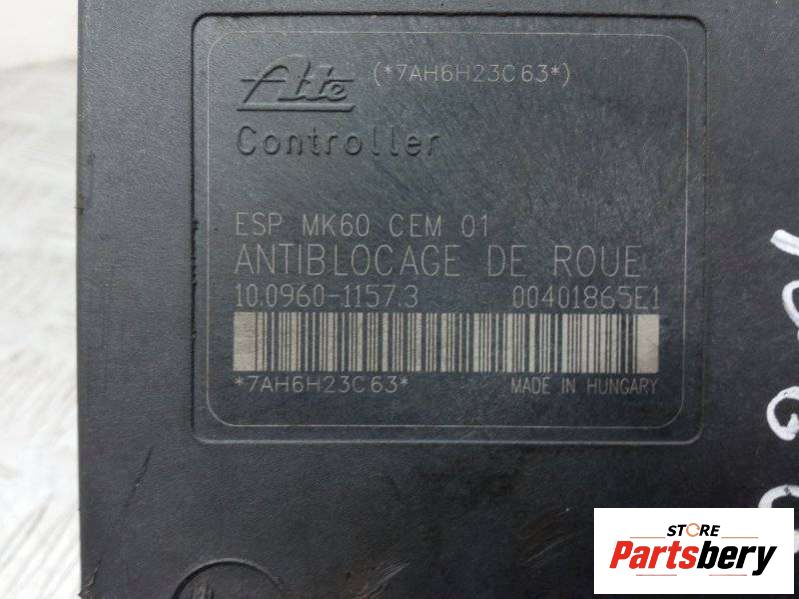 Ate (*7AH6H23C63*)
Controller
ESP MK60 CEM 01
ANTIBLOCAGE DE ROUE
10.0960-1157.3 00401865E1
*7AH6H23C63* MADE IN HUNGARY
STORE
Partsbery